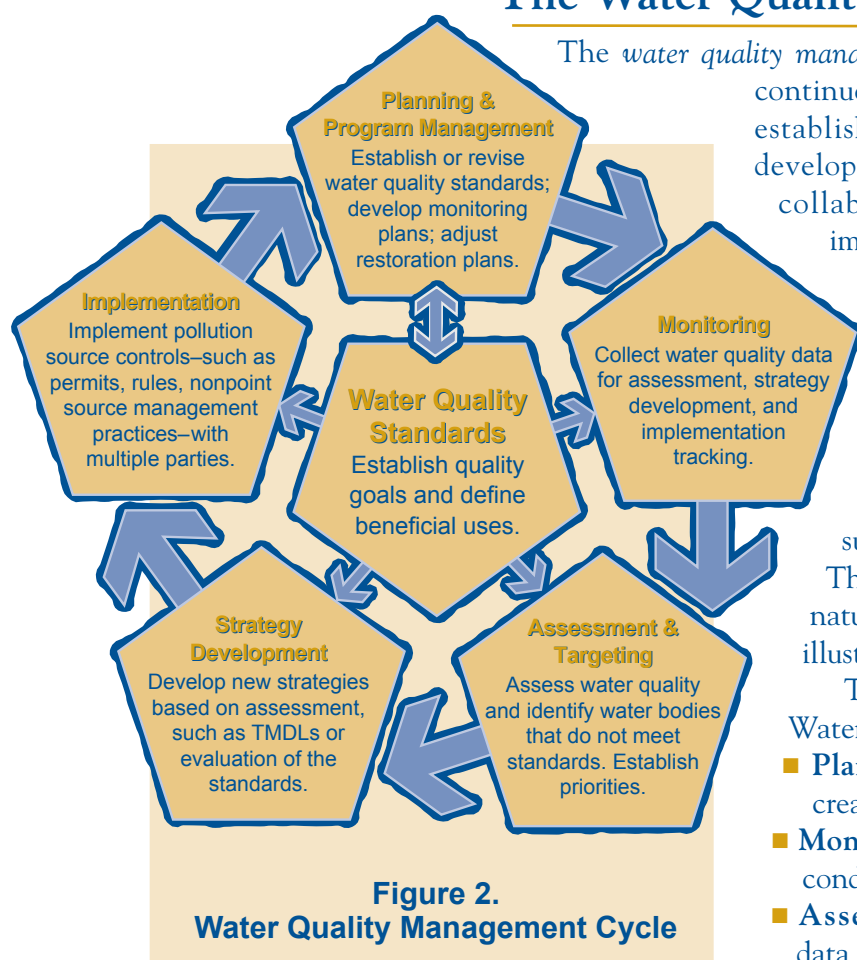 The Water Quali
The water quality mana
continuo
establish
develop
collab
im
su
Th
natu
illust
T
Water
■ Plan
crea
■ Mon
cond
■ Asse
data
Planning &
Program Management
Establish or revise
water quality standards;
develop monitoring
plans; adjust
restoration plans.
Monitoring
Collect water quality data
for assessment, strategy
development, and
implementation
tracking.
Assessment &
Targeting
Assess water quality
and identify water bodies
that do not meet
standards. Establish
priorities.
Strategy
Development
Develop new strategies
based on assessment,
such as TMDLs or
evaluation of the
standards.
Implementation
Implement pollution
source controls–such as
permits, rules, nonpoint
source management
practices–with
multiple parties.
Water Quality
Standards
Establish quality
goals and define
beneficial uses.
Figure 2.
Water Quality Management Cycle